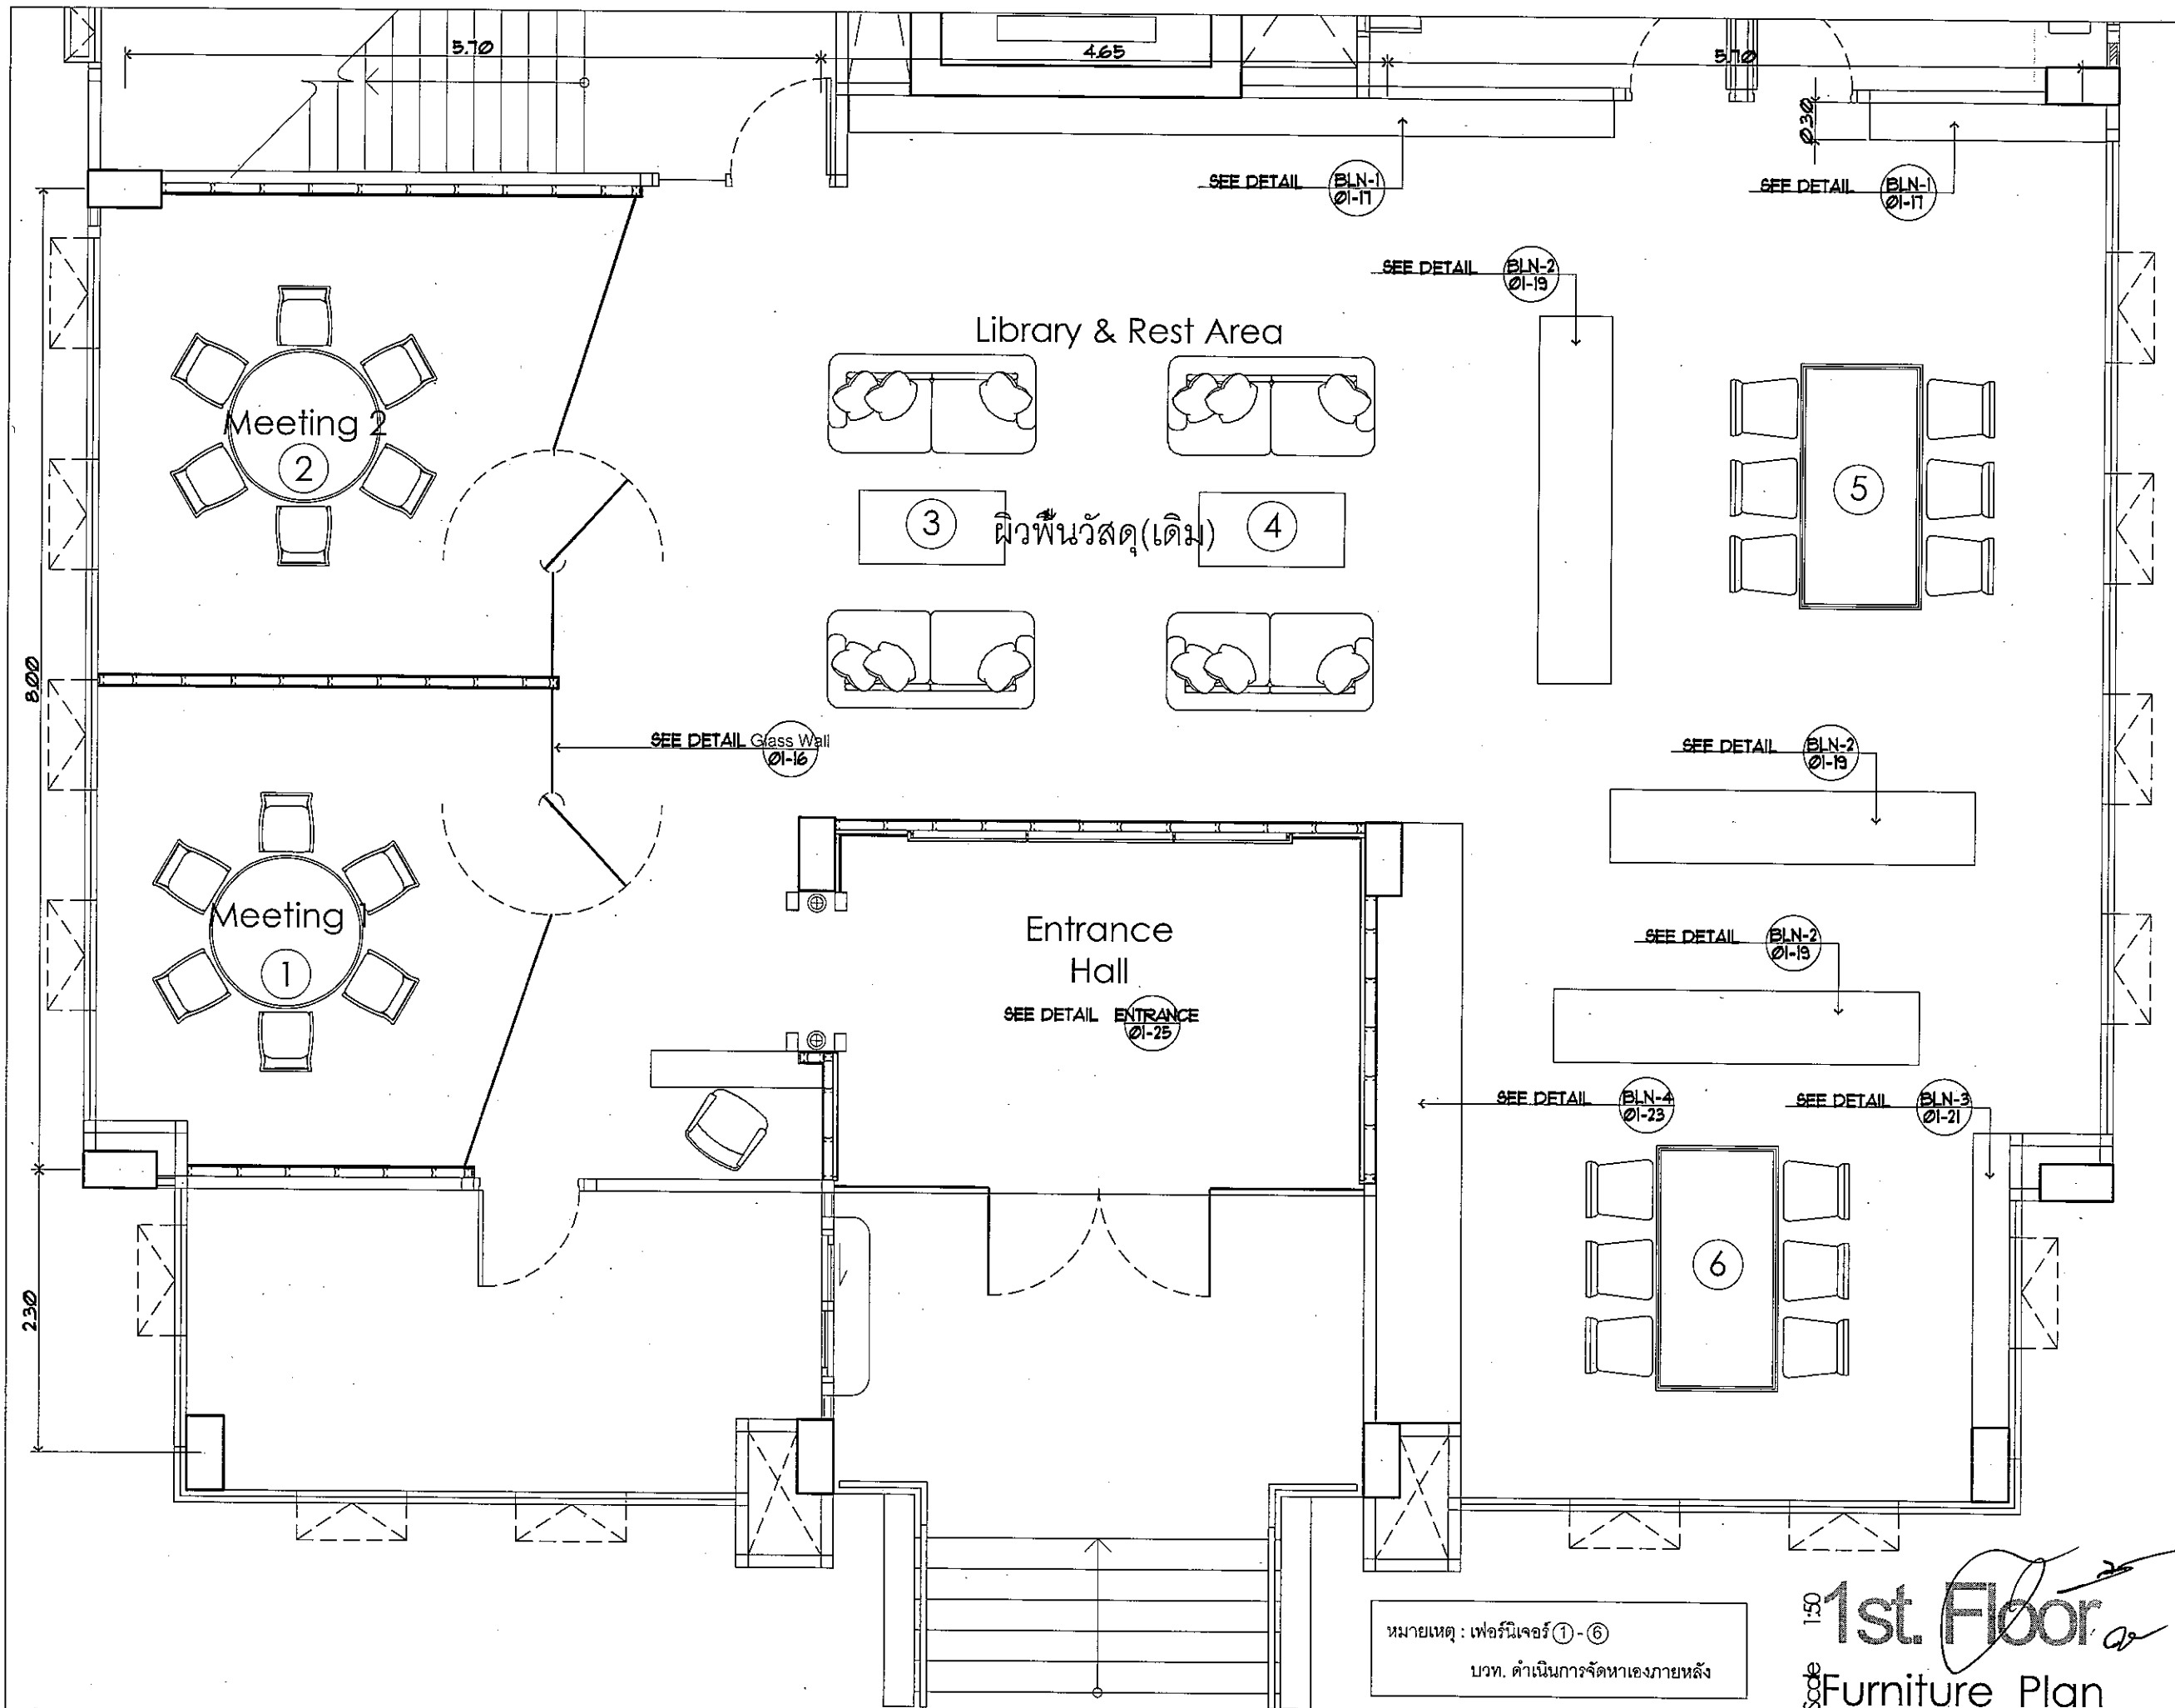 5.70
4.65
5.70
0.30
SEE DETAIL BLN-1
01-17
SEE DETAIL BLN-1
01-17
SEE DETAIL BLN-2
01-19
Library & Rest Area
Meeting 2
2
3
ผิวพื้นวัสดุ(เดิม)
4
5
8.00
SEE DETAIL Glass Wall
01-16
SEE DETAIL BLN-2
01-19
Meeting 1
1
Entrance
Hall
SEE DETAIL ENTRANCE
01-25
SEE DETAIL BLN-2
01-19
SEE DETAIL BLN-4
01-23
SEE DETAIL BLN-3
01-21
6
2.30
หมายเหตุ : เฟอร์นิเจอร์ 1 - 6
บวท. ดำเนินการจัดหาเองภายหลัง
scale 1:50
1st. Floor
Furniture Plan